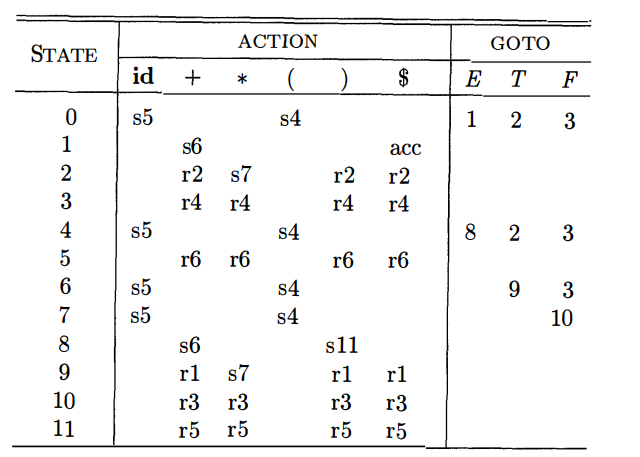 STATE ACTION GOTO
id + * ( ) $ E T F
0 s5 s4 1 2 3
1 s6 acc
2 r2 s7 r2 r2
3 r4 r4 r4 r4
4 s5 s4 8 2 3
5 r6 r6 r6 r6
6 s5 s4 9 3
7 s5 s4 10
8 s6 s11
9 r1 s7 r1 r1
10 r3 r3 r3 r3
11 r5 r5 r5 r5